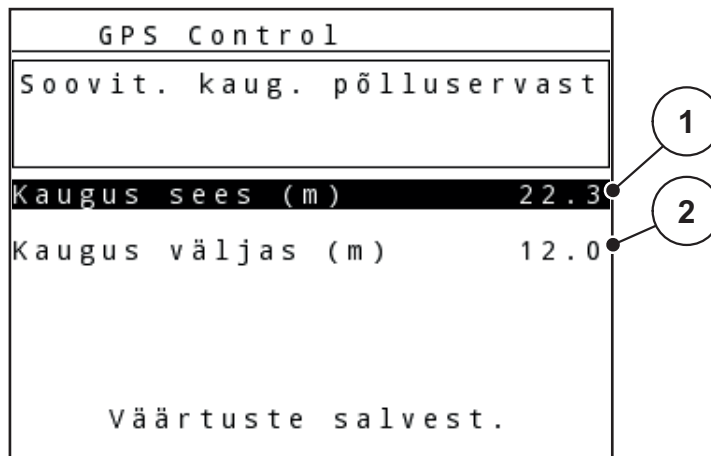 GPS Control
Soovit. kaug. põlluservast
Kaugus sees (m) 22.3
1
Kaugus väljas (m) 12.0
2
Väärtuste salvest.